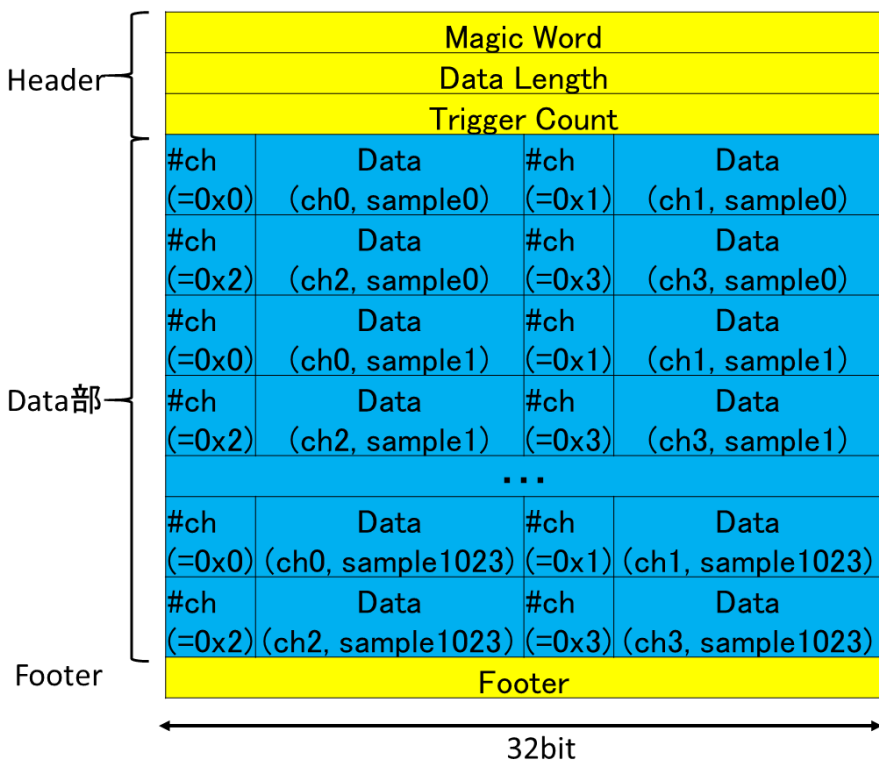 Header
Magic Word
Data Length
Trigger Count
Data部
#ch Data #ch Data
(=0x0) (ch0, sample0) (=0x1) (ch1, sample0)
#ch Data #ch Data
(=0x2) (ch2, sample0) (=0x3) (ch3, sample0)
#ch Data #ch Data
(=0x0) (ch0, sample1) (=0x1) (ch1, sample1)
#ch Data #ch Data
(=0x2) (ch2, sample1) (=0x3) (ch3, sample1)
...
#ch Data #ch Data
(=0x0) (ch0, sample1023) (=0x1) (ch1, sample1023)
#ch Data #ch Data
(=0x2) (ch2, sample1023) (=0x3) (ch3, sample1023)
Footer
Footer
32bit